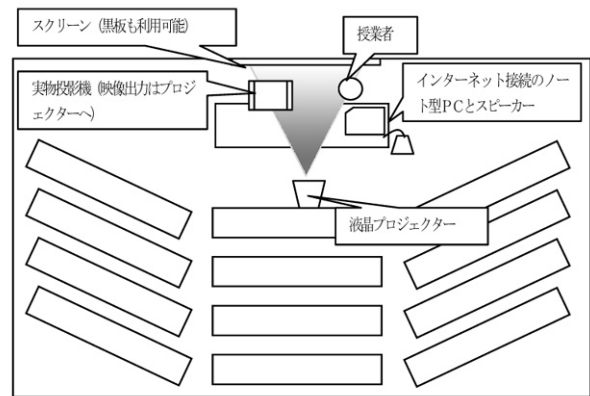 スクリーン（黒板も利用可能）
授業者
実物投影機（映像出力はプロジ
ェクターへ）
インターネット接続のノー
ト型ＰＣとスピーカー
液晶プロジェクター